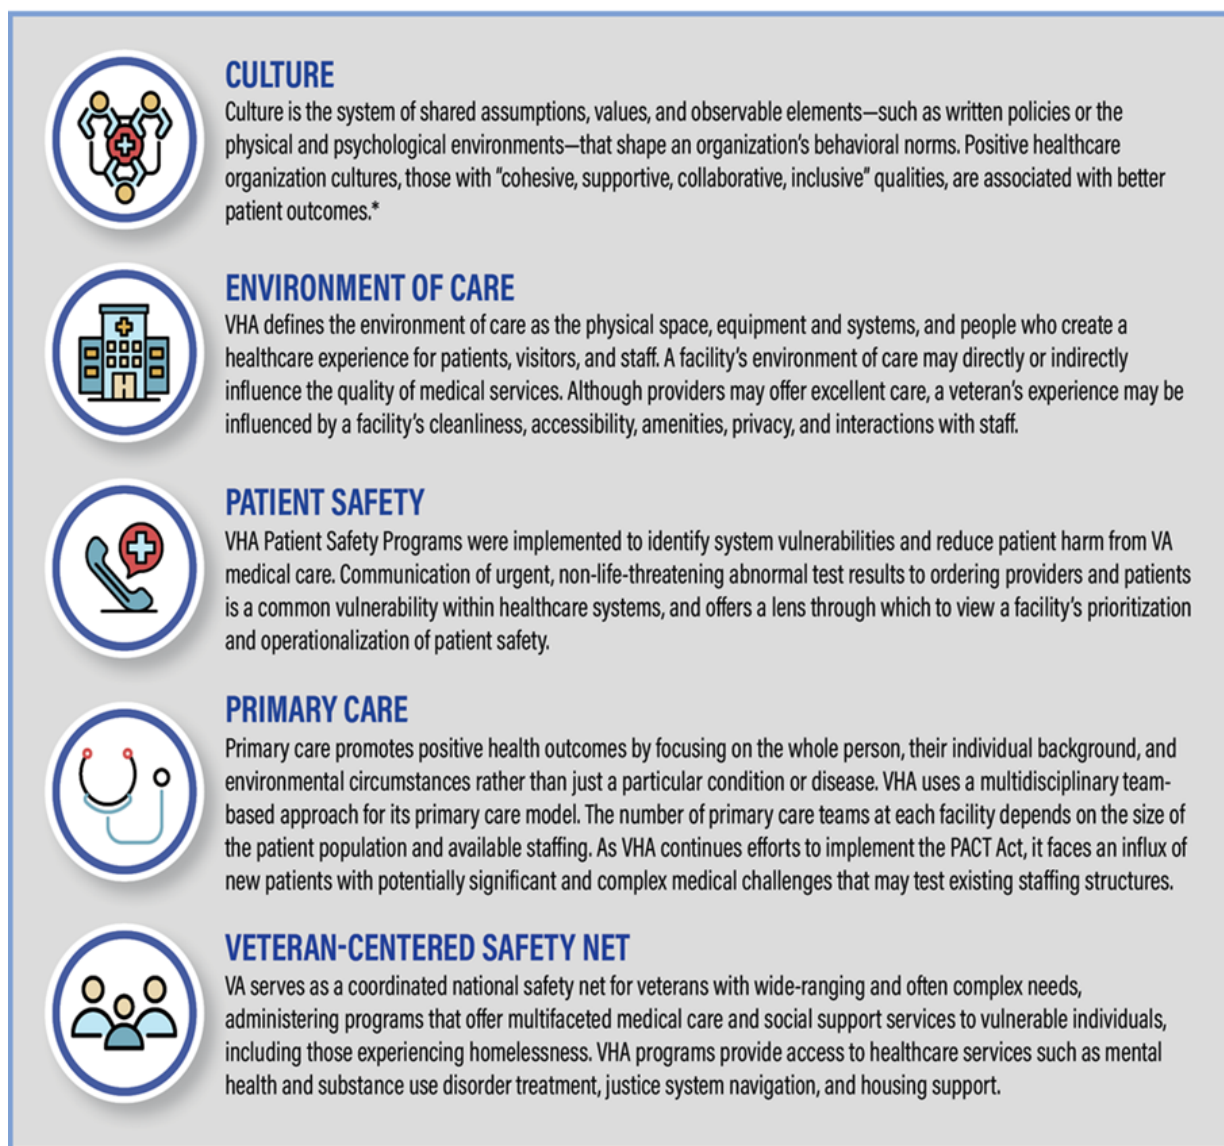 CULTURE
Culture is the system of shared assumptions, values, and observable elements—such as written policies or the
physical and psychological environments—that shape an organization's behavioral norms. Positive healthcare
organization cultures, those with "cohesive, supportive, collaborative, inclusive" qualities, are associated with better
patient outcomes.*
ENVIRONMENT OF CARE
VHA defines the environment of care as the physical space, equipment and systems, and people who create a
healthcare experience for patients, visitors, and staff. A facility's environment of care may directly or indirectly
influence the quality of medical services. Although providers may offer excellent care, a veteran's experience may be
influenced by a facility's cleanliness, accessibility, amenities, privacy, and interactions with staff.
PATIENT SAFETY
VHA Patient Safety Programs were implemented to identify system vulnerabilities and reduce patient harm from VA
medical care. Communication of urgent, non-life-threatening abnormal test results to ordering providers and patients
is a common vulnerability within healthcare systems, and offers a lens through which to view a facility's prioritization
and operationalization of patient safety.
PRIMARY CARE
Primary care promotes positive health outcomes by focusing on the whole person, their individual background, and
environmental circumstances rather than just a particular condition or disease. VHA uses a multidisciplinary team-
based approach for its primary care model. The number of primary care teams at each facility depends on the size of
the patient population and available staffing. As VHA continues efforts to implement the PACT Act, it faces an influx of
new patients with potentially significant and complex medical challenges that may test existing staffing structures.
VETERAN-CENTERED SAFETY NET
VA serves as a coordinated national safety net for veterans with wide-ranging and often complex needs,
administering programs that offer multifaceted medical care and social support services to vulnerable individuals,
including those experiencing homelessness. VHA programs provide access to healthcare services such as mental
health and substance use disorder treatment, justice system navigation, and housing support.